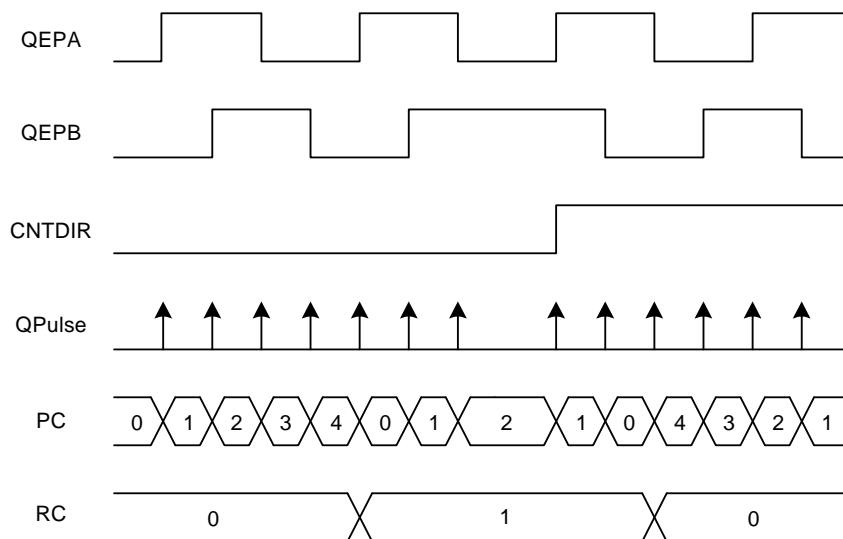 QEPA
QEPB
CNTDIR
QPulse
PC 0 1 2 3 4 0 1 2 1 0 4 3 2 1
RC 0 1 0